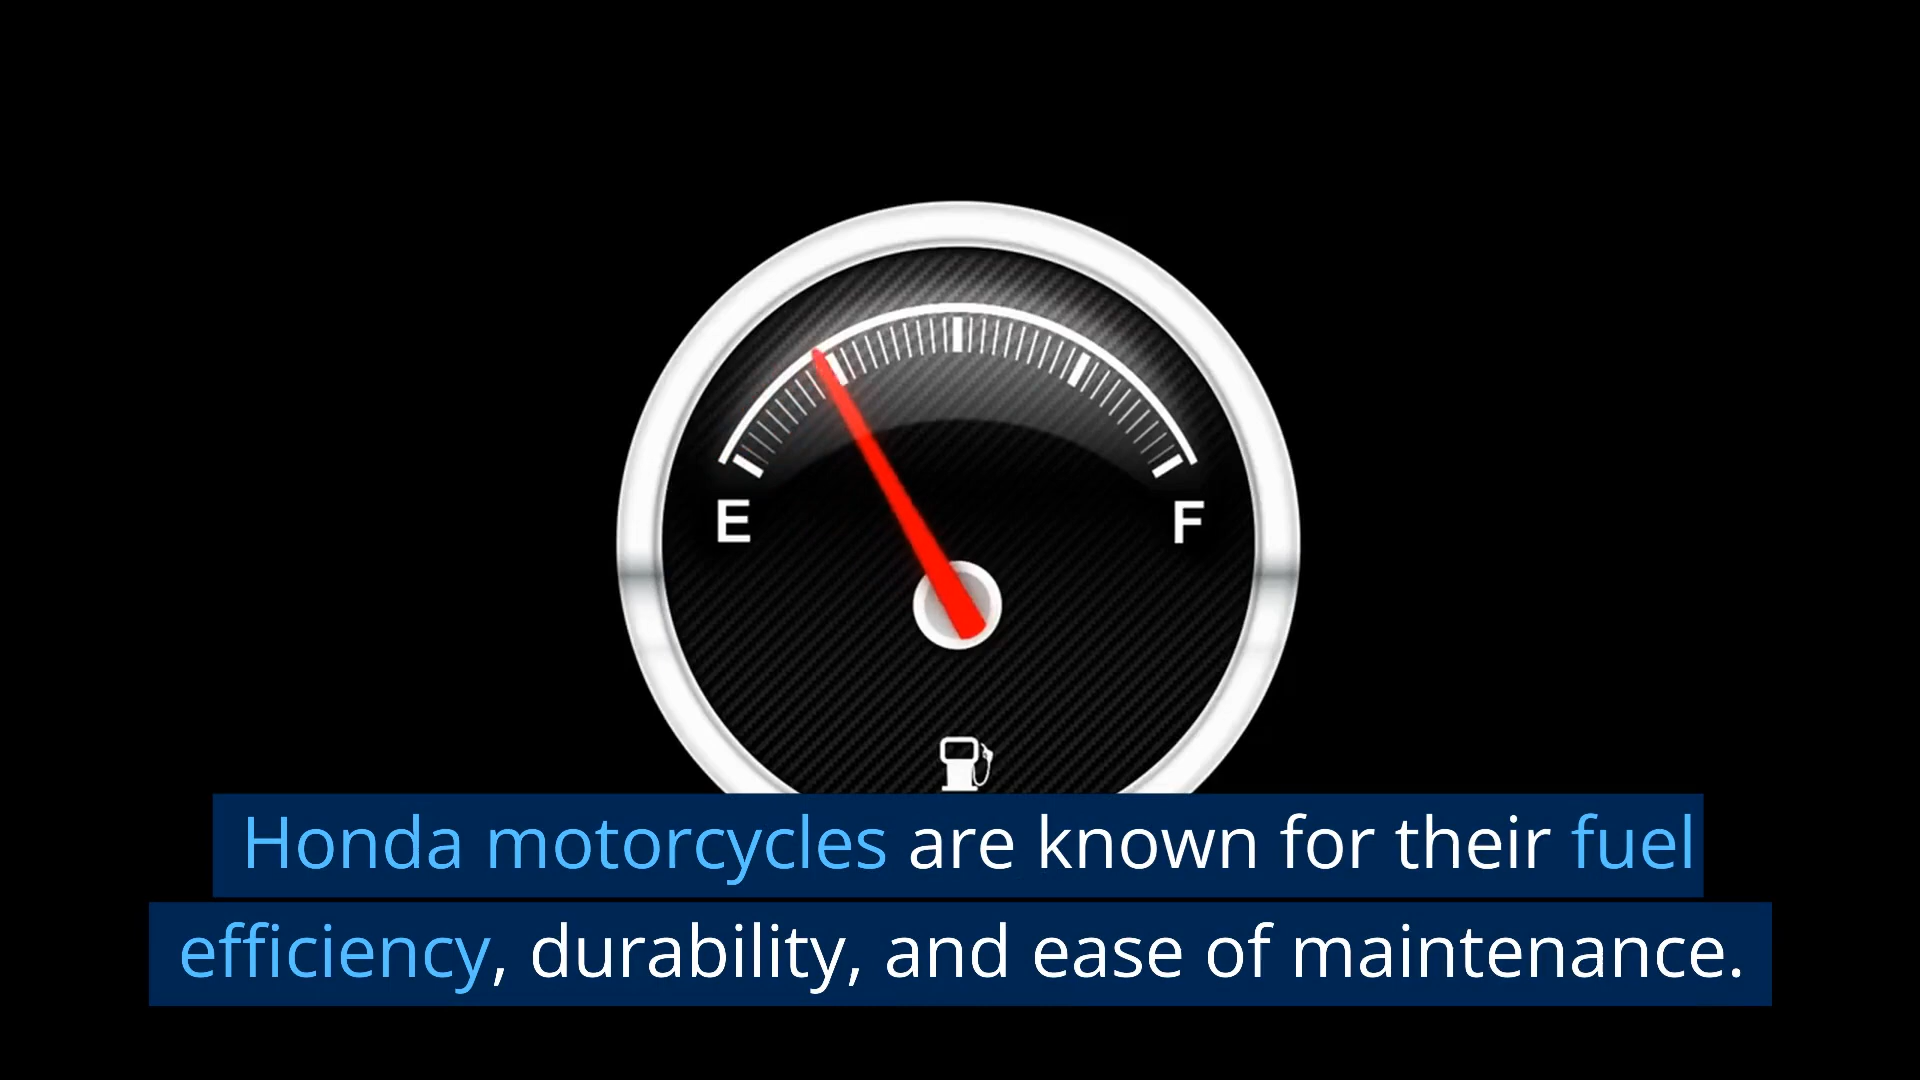 E F
Honda motorcycles are known for their fuel
efficiency, durability, and ease of maintenance.